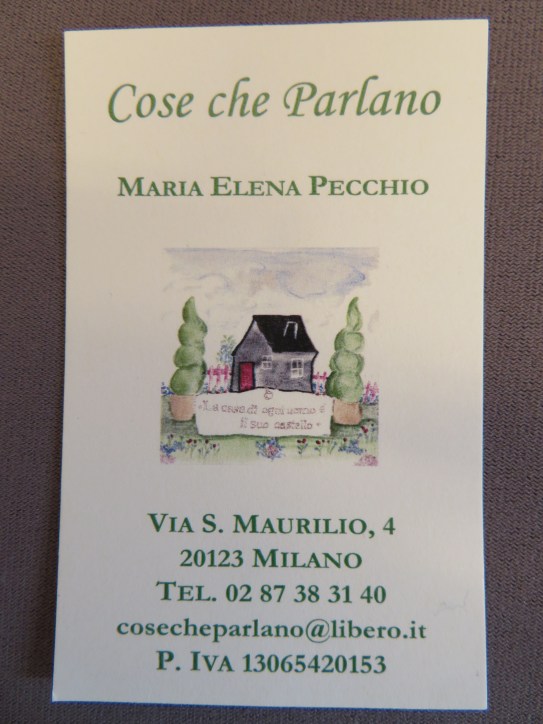 Cose che Parlano
MARIA ELENA PECCHIO
«La casa di ogni uomo è
il suo castello»
VIA S. MAURILIO, 4
20123 MILANO
TEL. 02 87 38 31 40
cosecheparlano@libero.it
P. IVA 13065420153